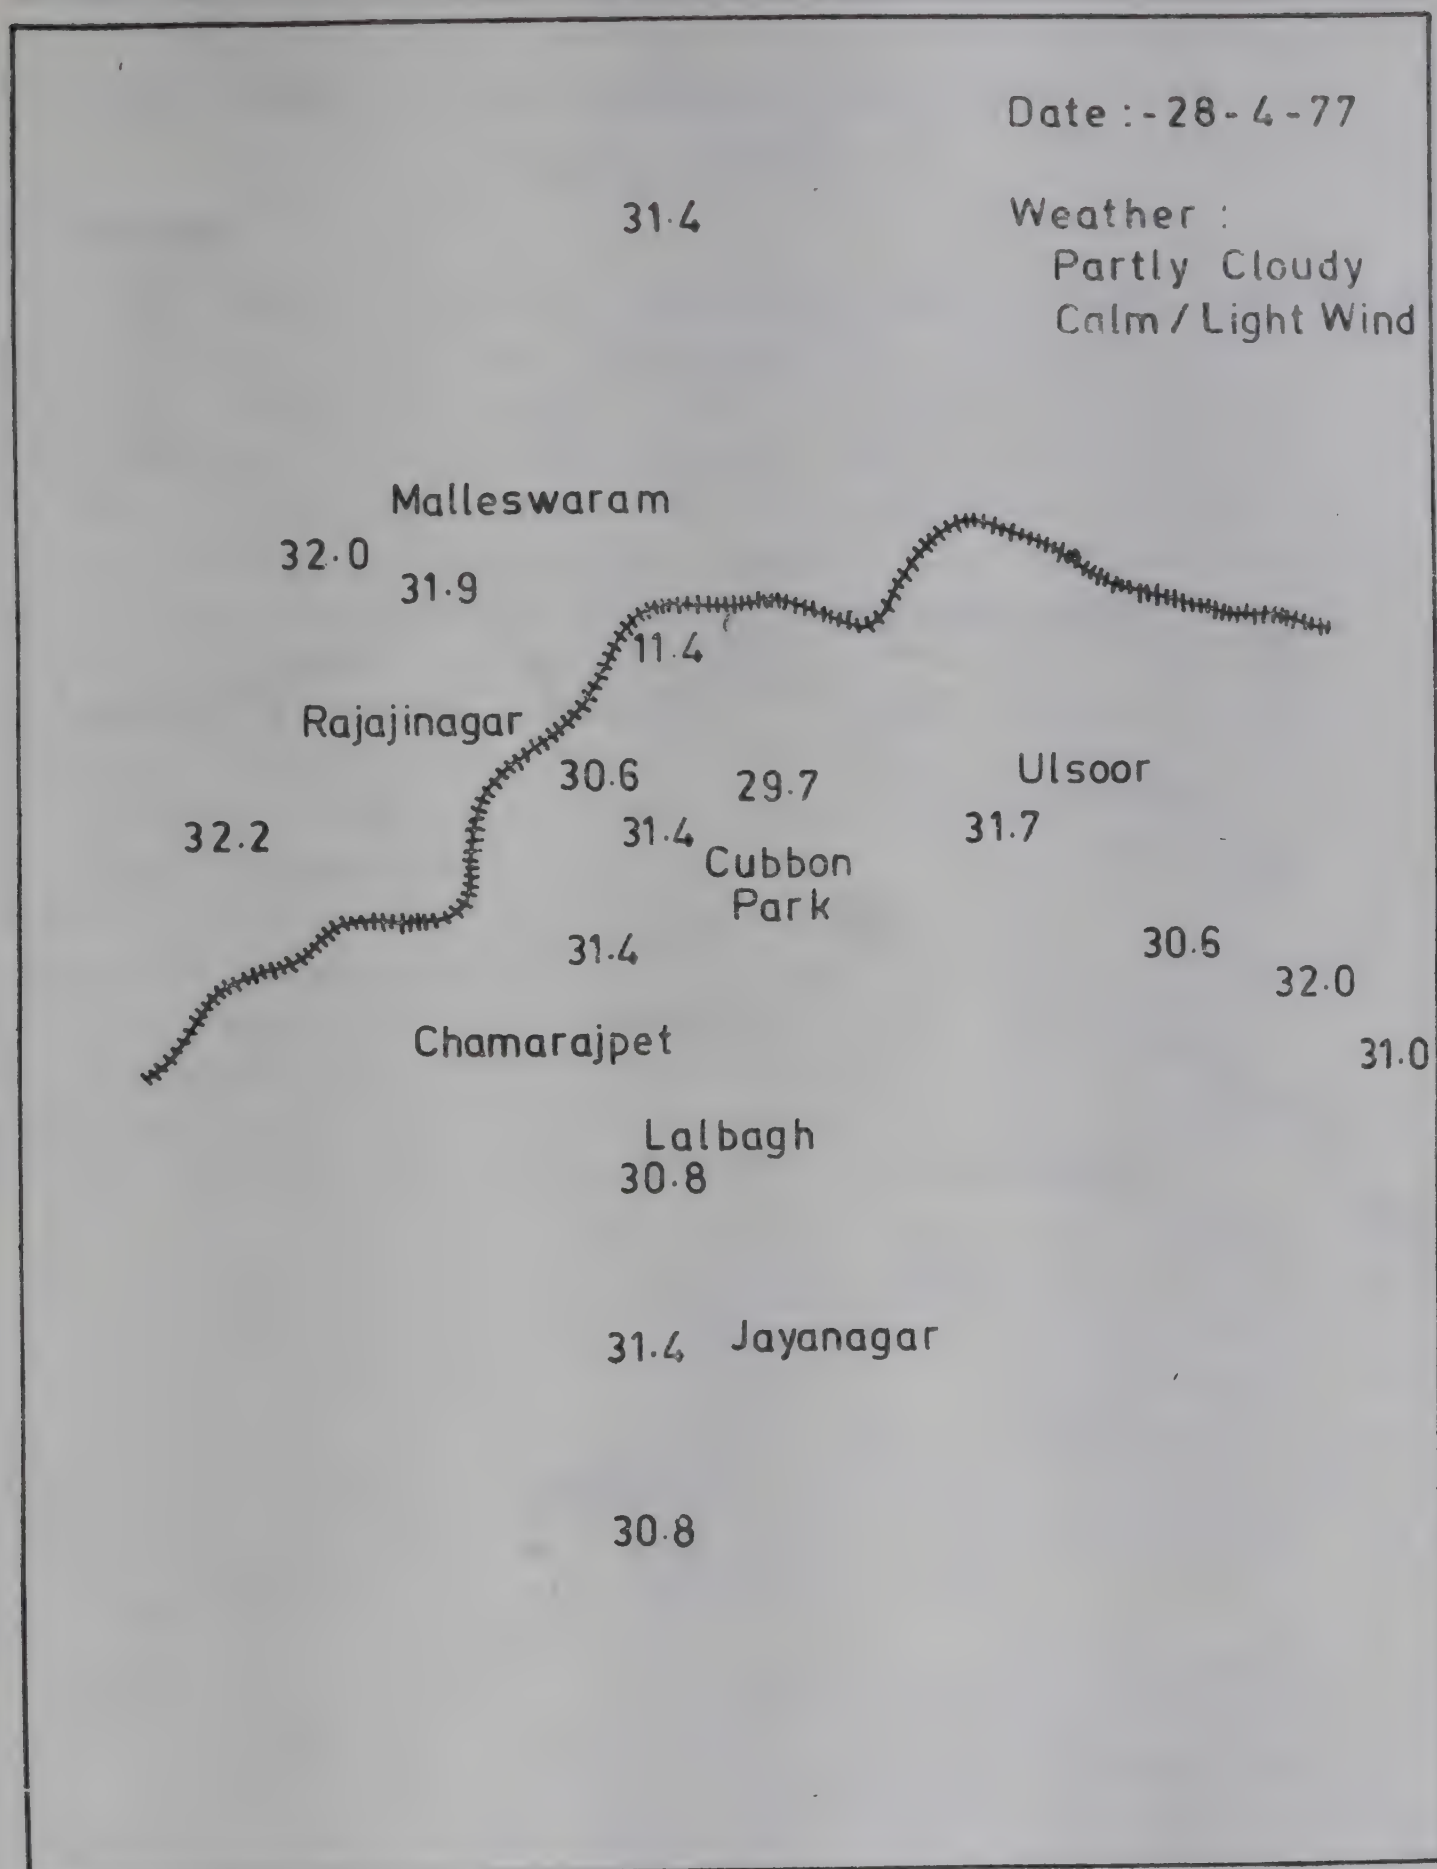 Date :- 28 - 4 - 77
31.4
Weather :
Partly Cloudy
Calm / Light Wind
Malleswaram
32.0
31.9
11.4
Rajajinagar
30.6
29.7
Ulsoor
32.2
31.4
31.7
Cubbon
Park
31.4
30.6
32.0
Chamarajpet
31.0
Lalbagh
30.8
31.4 Jayanagar
30.8